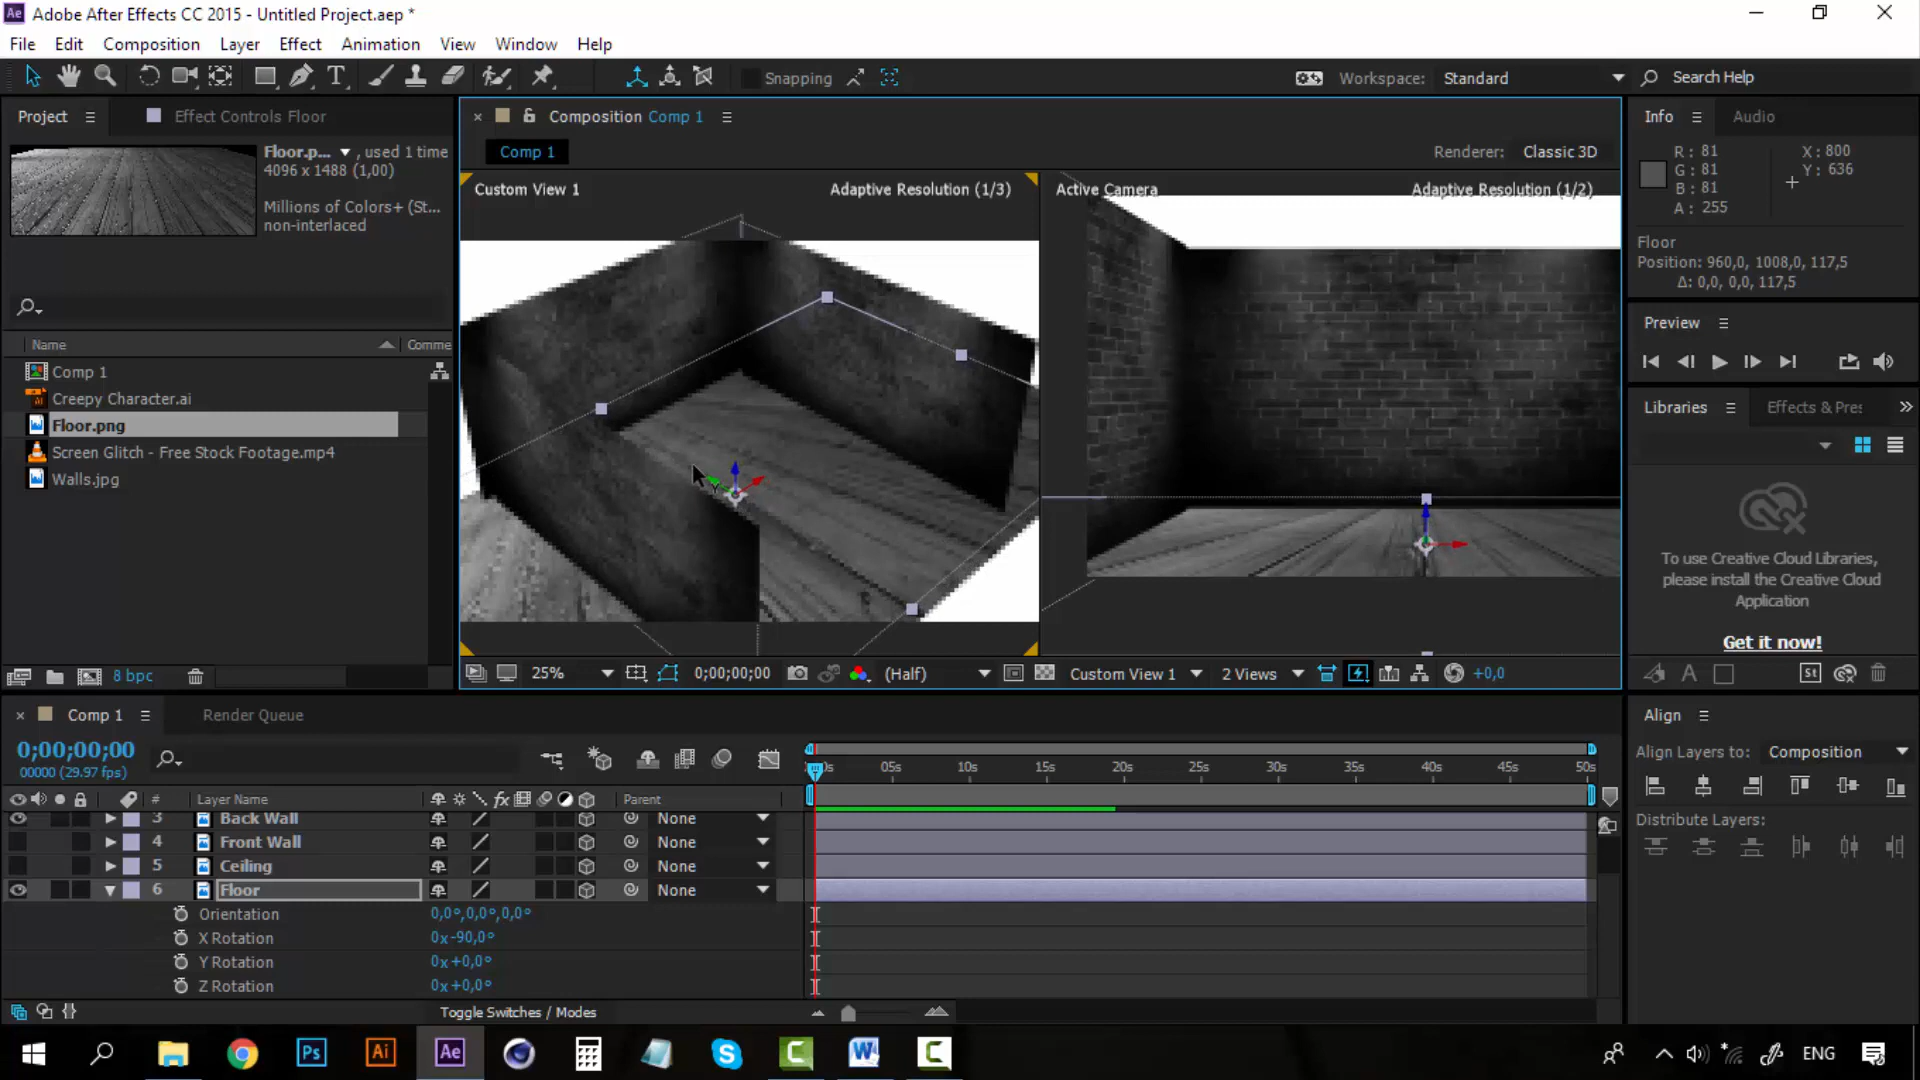 Ae Adobe After Effects CC 2015 - Untitled Project.aep *
File Edit Composition Layer Effect Animation View Window Help
Snapping
Workspace: Standard
Search Help
Project
Effect Controls Floor
Floor.p... , used 1 time
4096 x 1488 (1,00)
Millions of Colors+ (St...
non-interlaced
Name
Comme
Comp 1
Creepy Character.ai
Floor.png
Screen Glitch - Free Stock Footage.mp4
Walls.jpg
8 bpc
Composition Comp 1
Comp 1
Renderer: Classic 3D
Custom View 1
Adaptive Resolution (1/3)
Active Camera
Adaptive Resolution (1/2)
25%
0;00;00;00
(Half)
Custom View 1
2 Views
+0,0
Info
Audio
R: 81
G: 81
B: 81
A: 255
X: 800
Y: 636
Floor
Position: 960,0, 1008,0, 117,5
Δ: 0,0, 0,0, 117,5
Preview
Libraries
Effects & Pres
To use Creative Cloud Libraries,
please install the Creative Cloud
Application
Get it now!
St
Align
Align Layers to: Composition
Distribute Layers:
Comp 1
Render Queue
0;00;00;00
00000 (29.97 fps)
# Layer Name
fx
Parent
0s 05s 10s 15s 20s 25s 30s 35s 40s 45s 50s
3 Back Wall None
4 Front Wall None
5 Ceiling None
6 Floor None
Orientation 0,0°,0,0°,0,0°
X Rotation 0x-90,0°
Y Rotation 0x+0,0°
Z Rotation 0x+0,0°
Toggle Switches / Modes
Ps
Ai
Ae
ENG